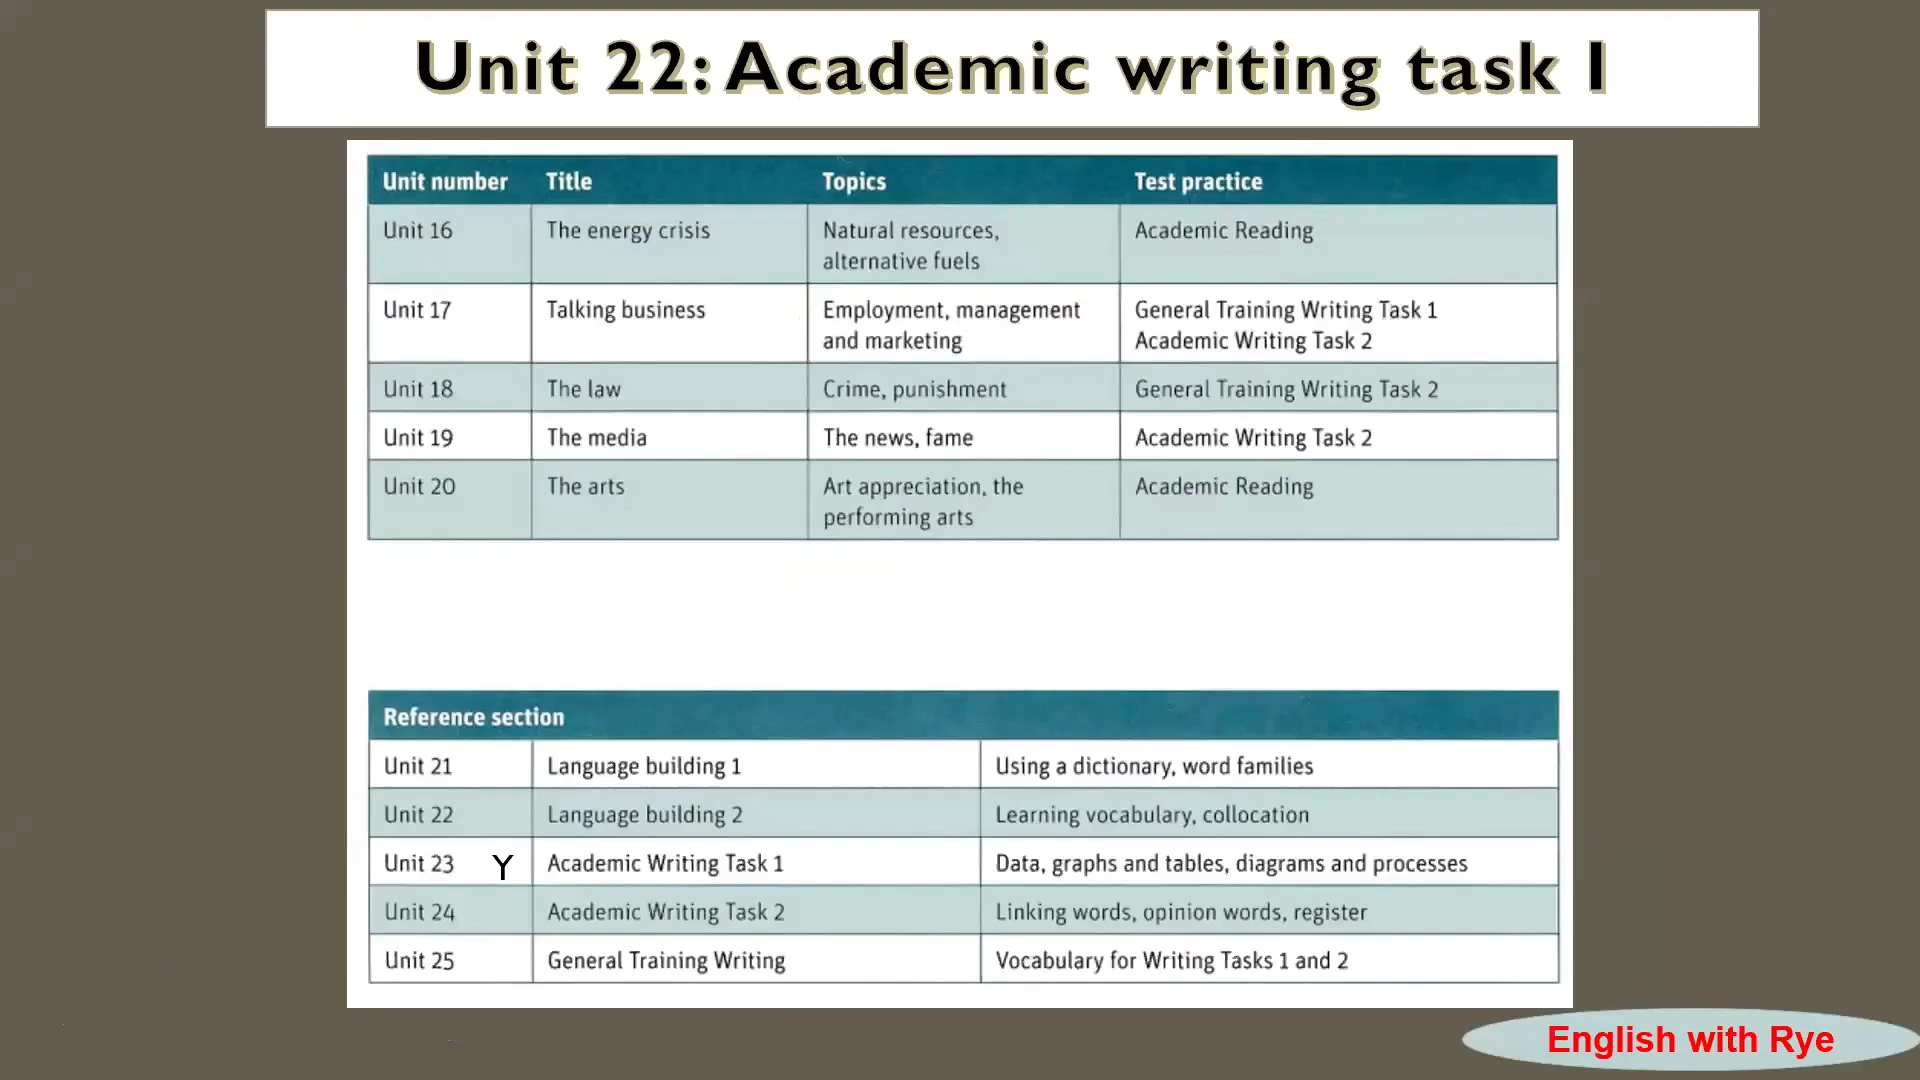 Unit 22: Academic writing task 1
Unit number Title Topics Test practice
Unit 16 The energy crisis Natural resources, Academic Reading
alternative fuels
Unit 17 Talking business Employment, management General Training Writing Task 1
and marketing Academic Writing Task 2
Unit 18 The law Crime, punishment General Training Writing Task 2
Unit 19 The media The news, fame Academic Writing Task 2
Unit 20 The arts Art appreciation, the Academic Reading
performing arts
Reference section
Unit 21 Language building 1 Using a dictionary, word families
Unit 22 Language building 2 Learning vocabulary, collocation
Unit 23 Y Academic Writing Task 1 Data, graphs and tables, diagrams and processes
Unit 24 Academic Writing Task 2 Linking words, opinion words, register
Unit 25 General Training Writing Vocabulary for Writing Tasks 1 and 2
English with Rye